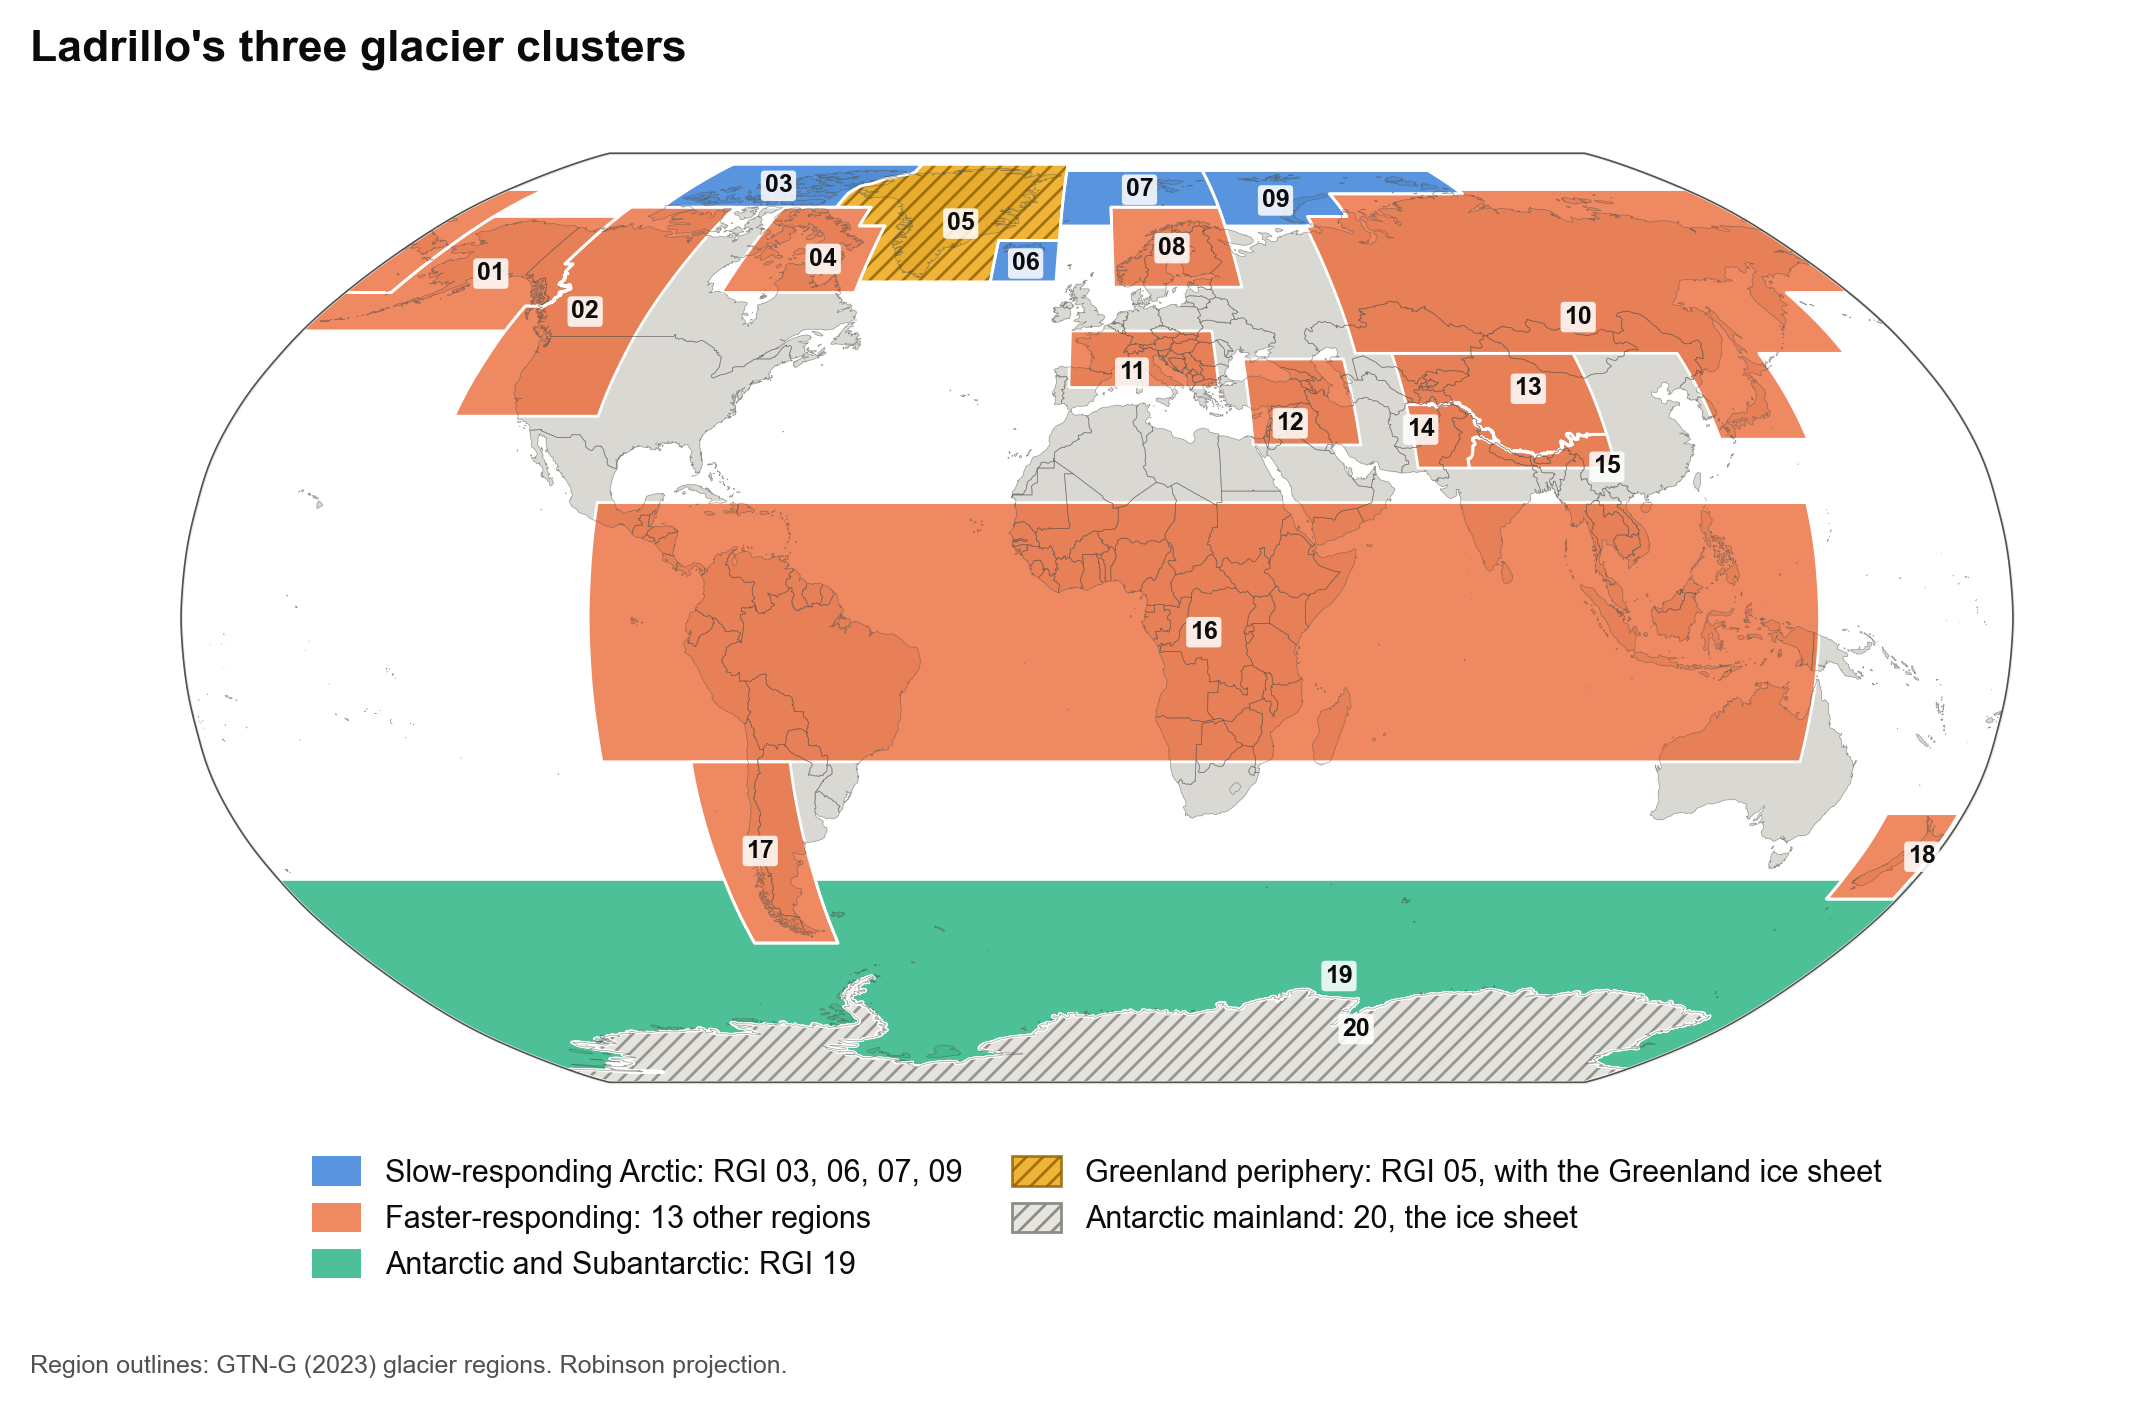 Ladrillo's three glacier clusters
03
07
09
05
04
06
08
01
02
10
11
13
12
14
15
16
17
18
19
20
Slow-responding Arctic: RGI 03, 06, 07, 09
Faster-responding: 13 other regions
Antarctic and Subantarctic: RGI 19
Greenland periphery: RGI 05, with the Greenland ice sheet
Antarctic mainland: 20, the ice sheet
Region outlines: GTN-G (2023) glacier regions. Robinson projection.